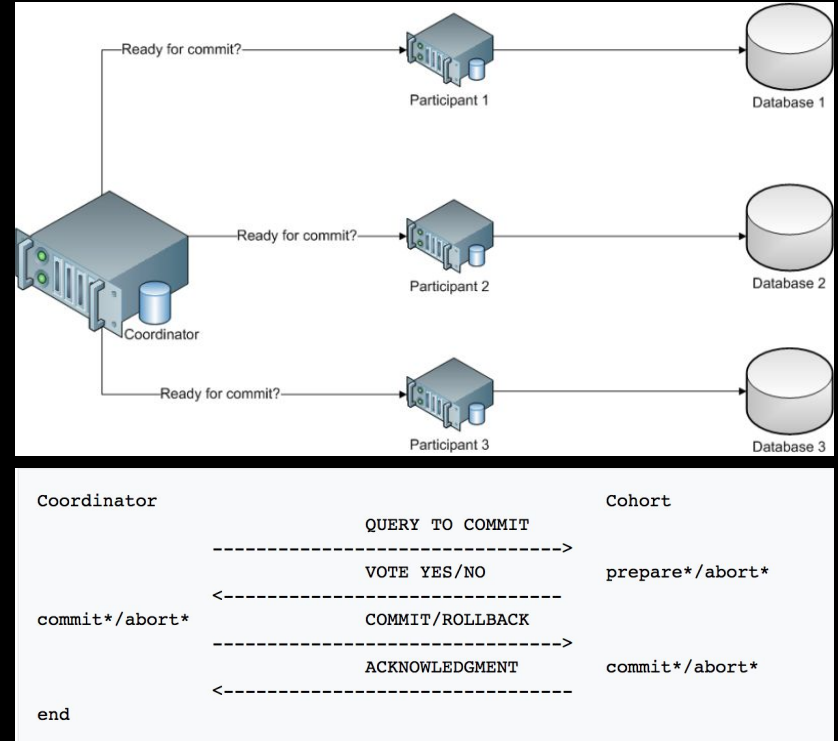 Ready for commit?
Participant 1
Database 1
Ready for commit?
Participant 2
Database 2
Coordinator
Ready for commit?
Participant 3
Database 3
Coordinator Cohort
QUERY TO COMMIT
-------------------------------->
VOTE YES/NO prepare*/abort*
<-------------------------------
commit*/abort* COMMIT/ROLLBACK
-------------------------------->
ACKNOWLEDGMENT commit*/abort*
<--------------------------------
end